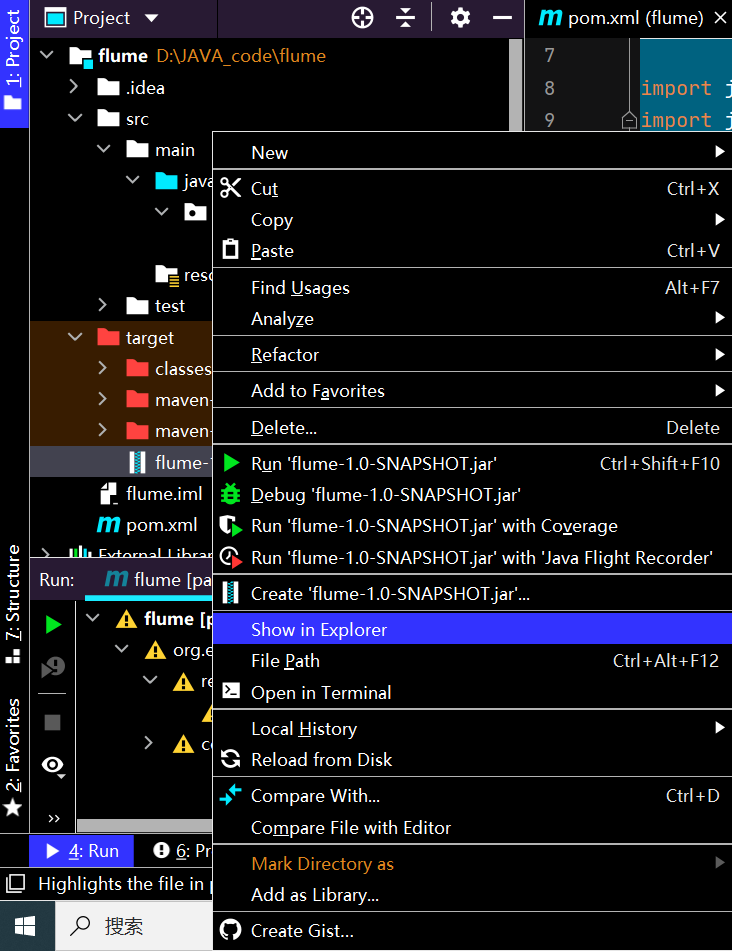 1: Project
Project
pom.xml (flume)
flume D:\JAVA_code\flume
.idea
src
main
java
test
target
classes
maven-
maven-
flume-
flume.iml
pom.xml
7
8 import
9 import
New
Cut Ctrl+X
Copy
Paste Ctrl+V
Find Usages Alt+F7
Analyze
Refactor
Add to Favorites
Delete... Delete
Run 'flume-1.0-SNAPSHOT.jar' Ctrl+Shift+F10
Debug 'flume-1.0-SNAPSHOT.jar'
Run 'flume-1.0-SNAPSHOT.jar' with Coverage
Run 'flume-1.0-SNAPSHOT.jar' with 'Java Flight Recorder'
Create 'flume-1.0-SNAPSHOT.jar'...
Show in Explorer
File Path Ctrl+Alt+F12
Open in Terminal
Local History
Reload from Disk
Compare With... Ctrl+D
Compare File with Editor
Mark Directory as
Add as Library...
Create Gist...
7: Structure
2: Favorites
Run: flume [pa
flume [p
org.e
4: Run
6: Pr
Highlights the file in
搜索